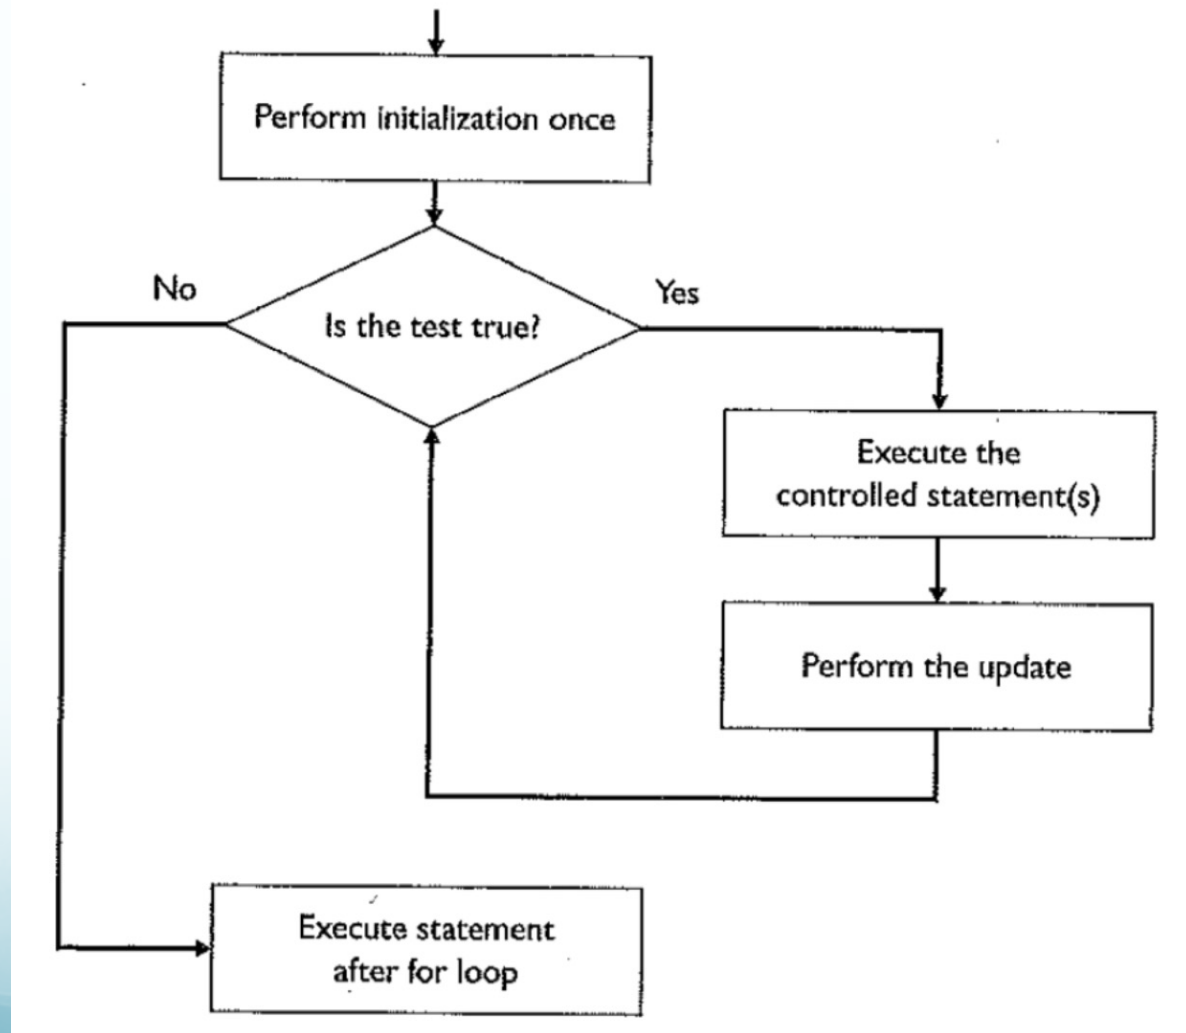 Perform initialization once
No
Yes
Is the test true?
Execute the
controlled statement(s)
Perform the update
Execute statement
after for loop